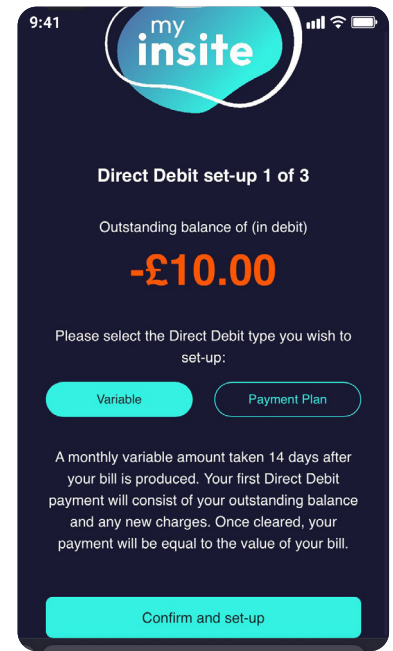 9:41
my
insite
Direct Debit set-up 1 of 3
Outstanding balance of (in debit)
-£10.00
Please select the Direct Debit type you wish to
set-up:
Variable
Payment Plan
A monthly variable amount taken 14 days after
your bill is produced. Your first Direct Debit
payment will consist of your outstanding balance
and any new charges. Once cleared, your
payment will be equal to the value of your bill.
Confirm and set-up